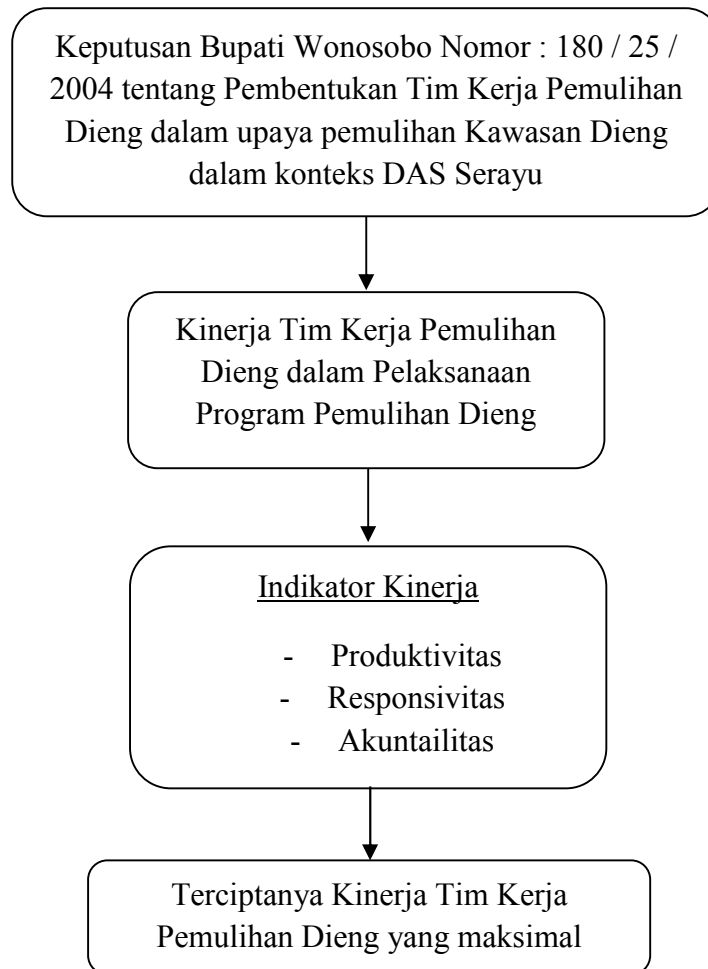 Keputusan Bupati Wonosobo Nomor : 180 / 25 /
2004 tentang Pembentukan Tim Kerja Pemulihan
Dieng dalam upaya pemulihan Kawasan Dieng
dalam konteks DAS Serayu
Kinerja Tim Kerja Pemulihan
Dieng dalam Pelaksanaan
Program Pemulihan Dieng
Indikator Kinerja
- Produktivitas
- Responsivitas
- Akuntailitas
Terciptanya Kinerja Tim Kerja
Pemulihan Dieng yang maksimal